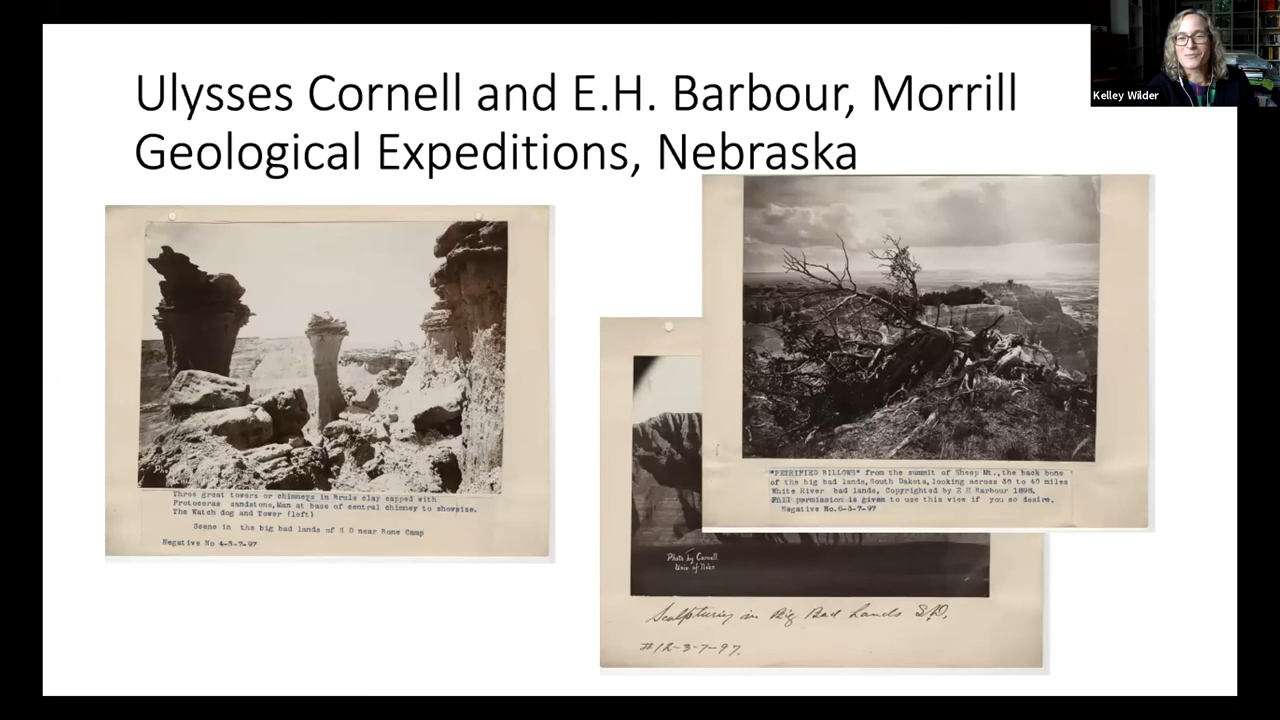 Ulysses Cornell and E.H. Barbour, Morrill
Geological Expeditions, Nebraska
Kelley Wilder
Three great towers or chimneys in Brule clay capped with
Protoceras sandstone, Man at base of central chimney to showsize.
The Watch dog and Tower (left)
Scene in the big bad lands of S D near Bone Camp
Negative No 4-3-7-97
"PETRIFIED BILLOWS" from the summit of Sheep Mt., the back bone
of the big bad lands, South Dakota, looking across 36 to 40 miles
White River bad lands, Copyrighted by E H Barbour 1898.
permission is given to use this view if you so desire.
Negative No. 6-3-7-97
Photo by Cornell
Univ of Nebr
Sculpturing in Big Bad Lands S.D.
#12-3-7-97.